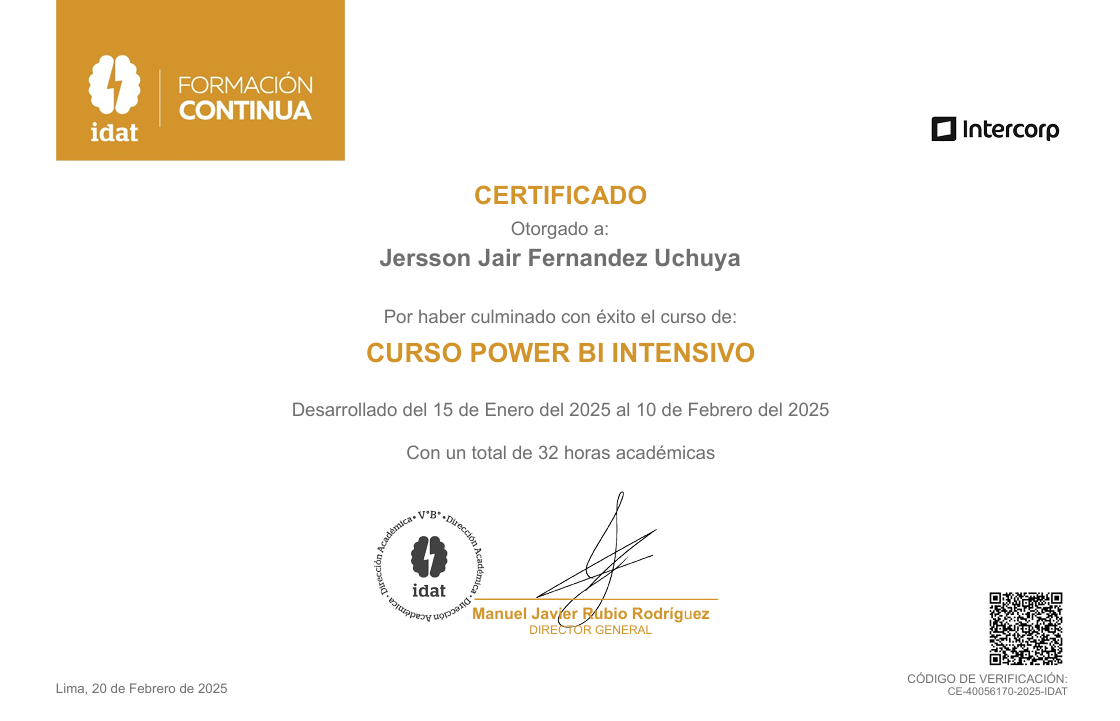 FORMACIÓN
CONTINUA
idat
Intercorp
CERTIFICADO
Otorgado a:
Jersson Jair Fernandez Uchuya
Por haber culminado con éxito el curso de:
CURSO POWER BI INTENSIVO
Desarrollado del 15 de Enero del 2025 al 10 de Febrero del 2025
Con un total de 32 horas académicas
• V°B° • Dirección Académica • Dirección Académica • Dirección Académica
idat
Manuel Javier Rubio Rodríguez
DIRECTOR GENERAL
Lima, 20 de Febrero de 2025
CÓDIGO DE VERIFICACIÓN:
CE-40056170-2025-IDAT